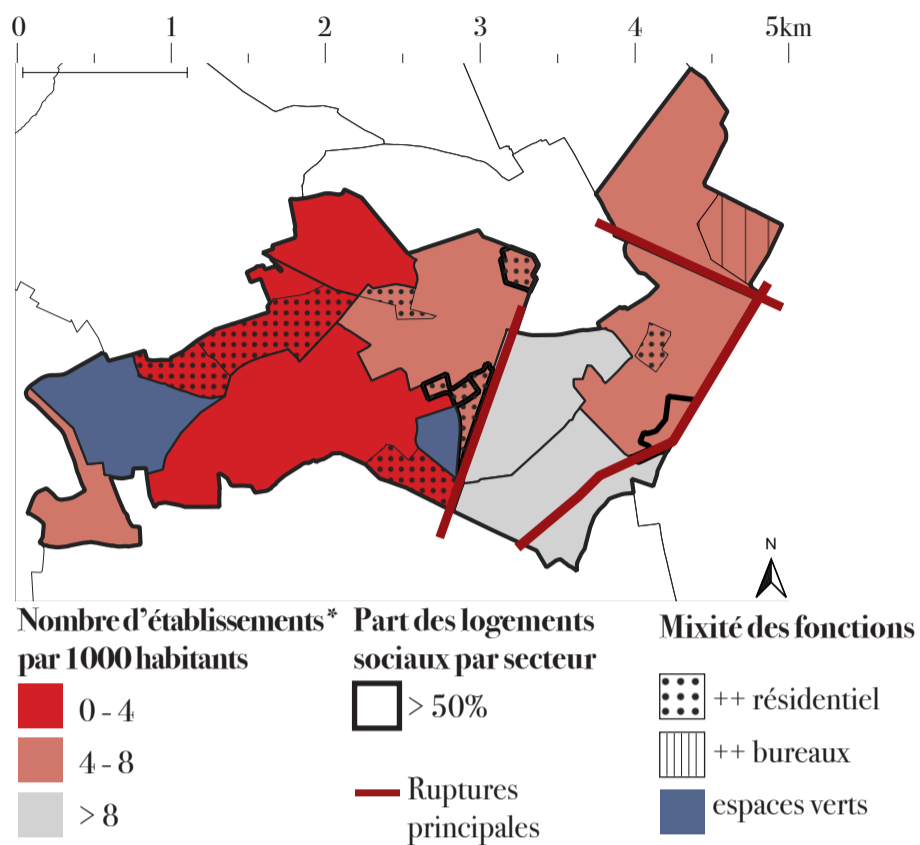 0 1 2 3 4 5km
N
Nombre d'établissements*
par 1000 habitants
0 - 4
4 - 8
> 8
Part des logements
sociaux par secteur
> 50%
Ruptures
principales
Mixité des fonctions
++ résidentiel
++ bureaux
espaces verts